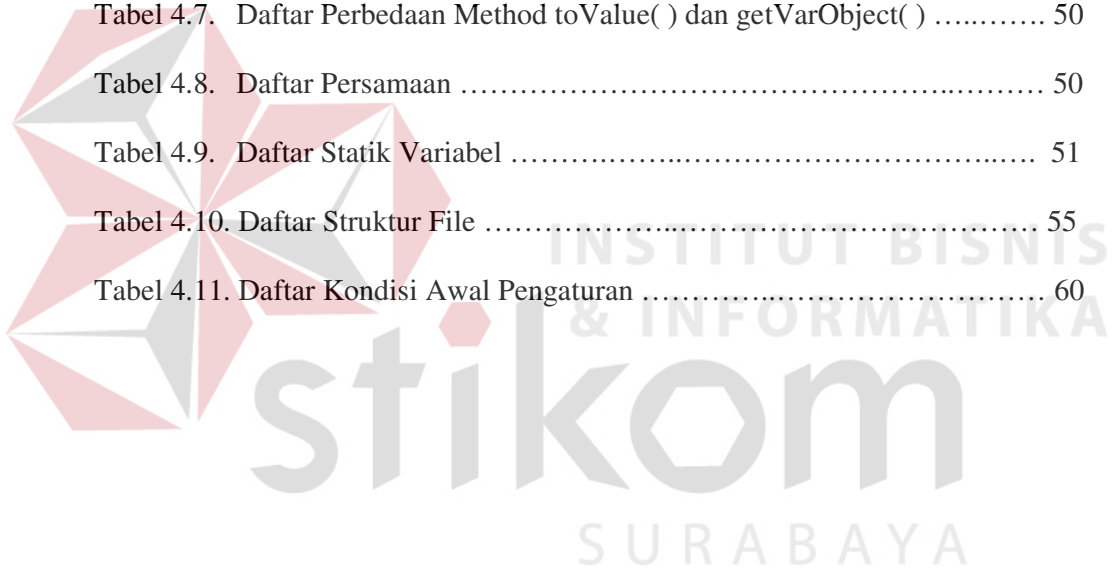 Tabel 4.7. Daftar Perbedaan Method toValue( ) dan getVarObject( ) …..……. 50
Tabel 4.8. Daftar Persamaan …………………………………………..……… 50
Tabel 4.9. Daftar Statik Variabel ……………..…………………………..…. 51
Tabel 4.10. Daftar Struktur File ………………..……………………………… 55
Tabel 4.11. Daftar Kondisi Awal Pengaturan …………..……………………… 60
INSTITUT BISNIS
& INFORMATIKA
stikom
SURABAYA